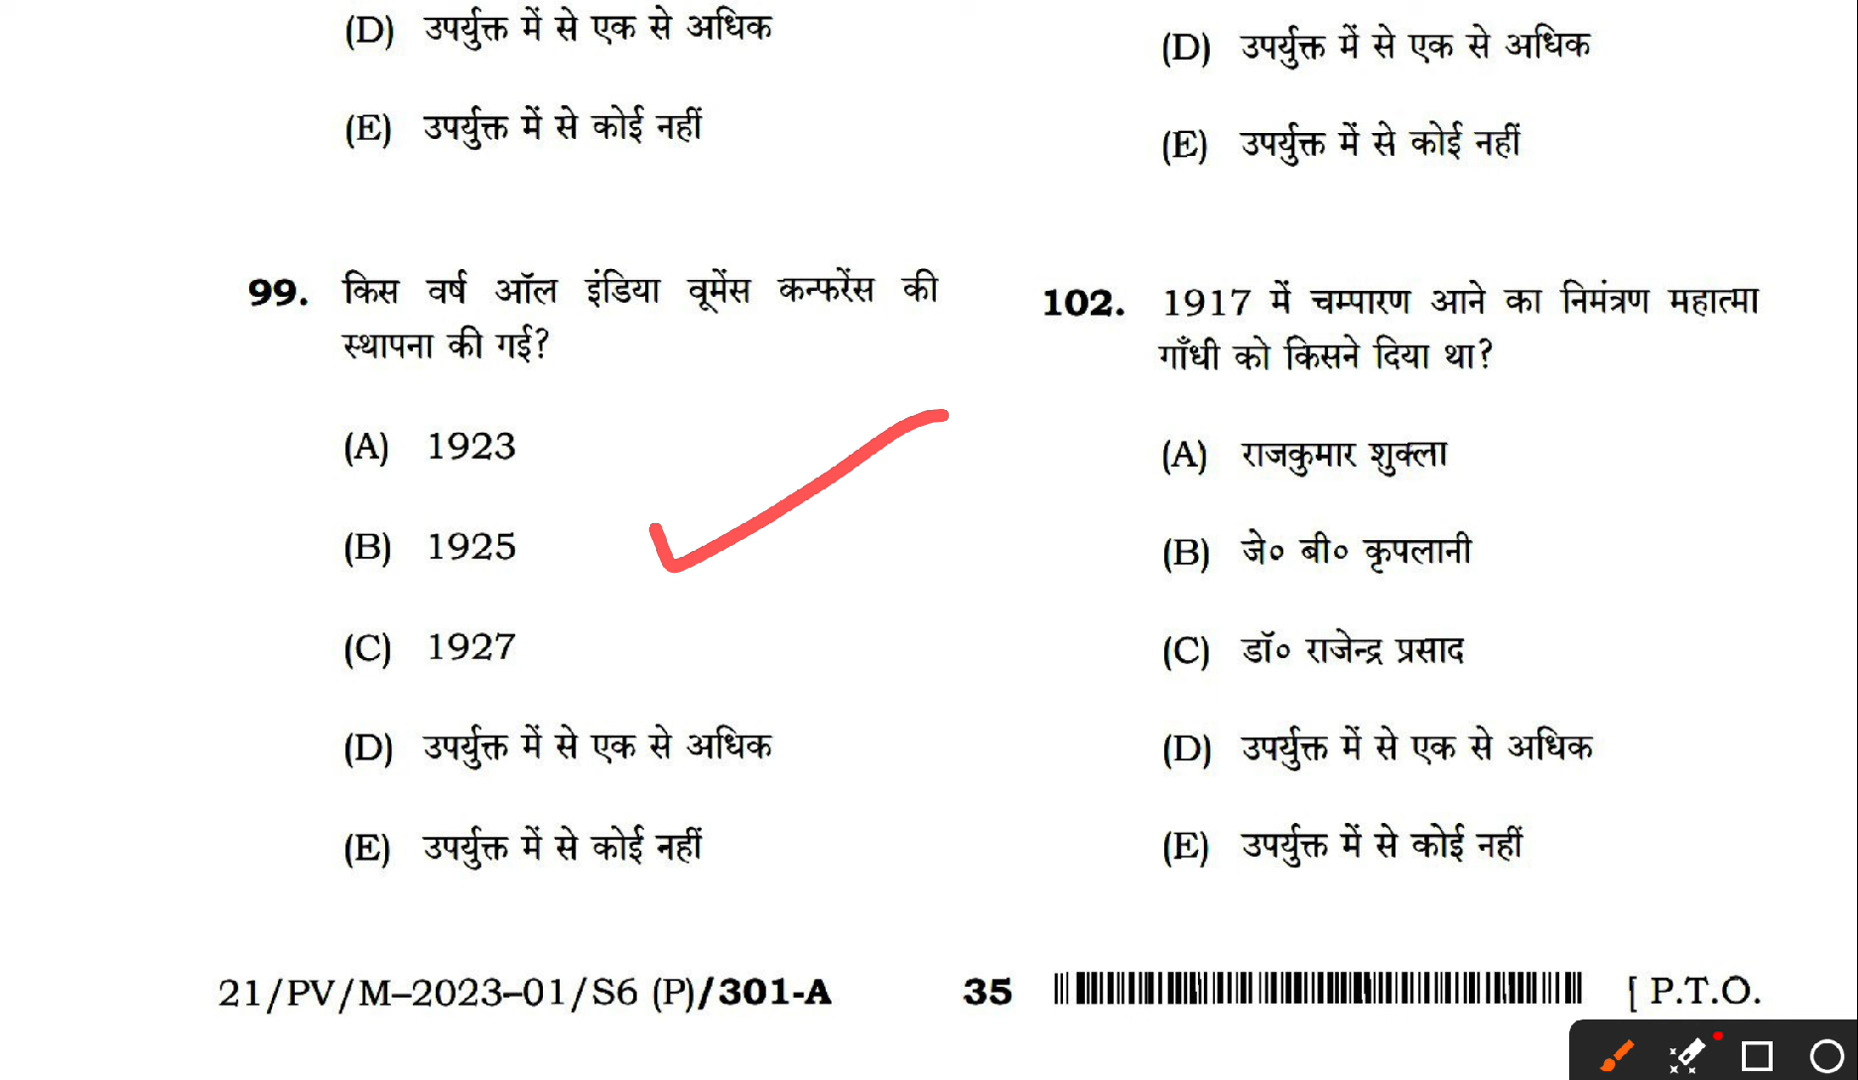 (D) उपर्युक्त में से एक से अधिक
(E) उपर्युक्त में से कोई नहीं
99. किस वर्ष ऑल इंडिया वूमेंस कन्फरेंस की
स्थापना की गई?
(A) 1923
(B) 1925
(C) 1927
(D) उपर्युक्त में से एक से अधिक
(E) उपर्युक्त में से कोई नहीं
(D) उपर्युक्त में से एक से अधिक
(E) उपर्युक्त में से कोई नहीं
102. 1917 में चम्पारण आने का निमंत्रण महात्मा
गाँधी को किसने दिया था?
(A) राजकुमार शुक्ला
(B) जे० बी० कृपलानी
(C) डॉ० राजेन्द्र प्रसाद
(D) उपर्युक्त में से एक से अधिक
(E) उपर्युक्त में से कोई नहीं
21/PV/M–2023–01/S6 (P)/301-A 35 [ P.T.O.